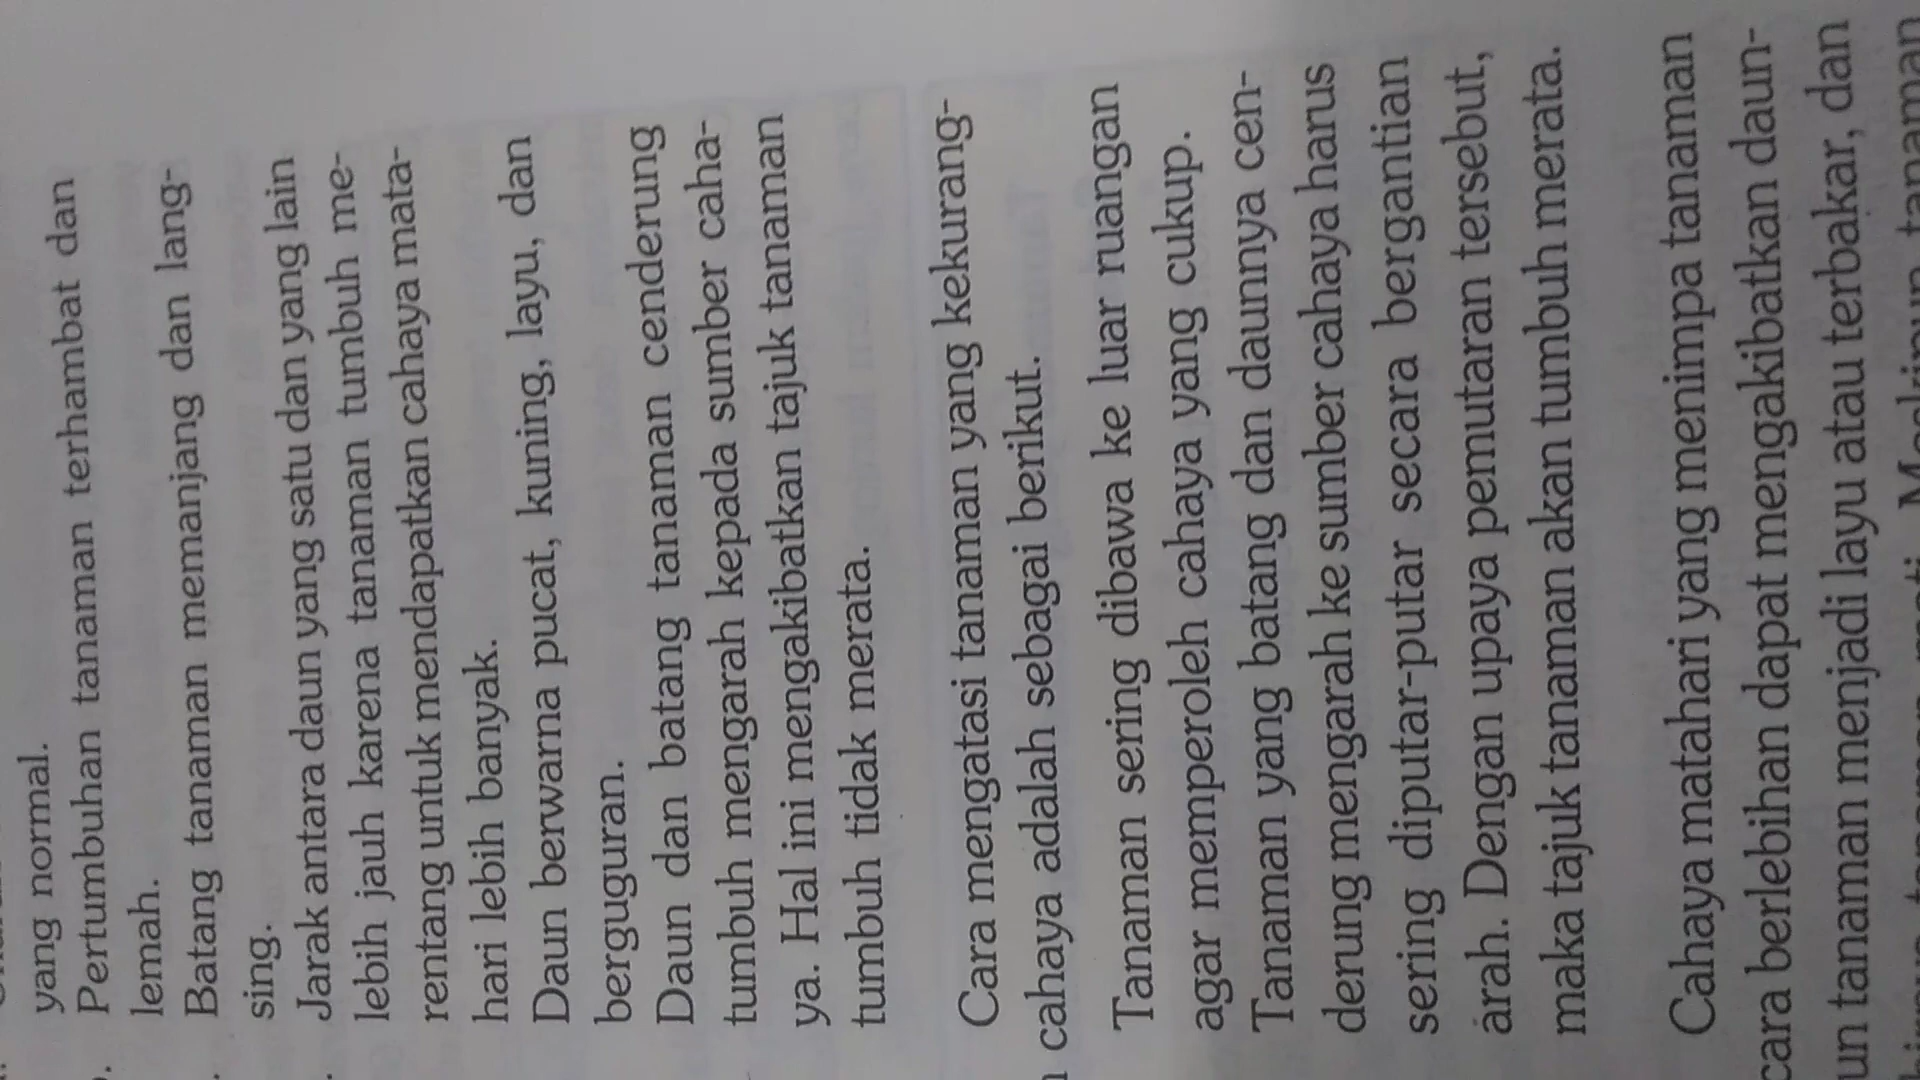 yang normal.
Pertumbuhan tanaman terhambat dan
lemah.
Batang tanaman memanjang dan lang-
sing.
Jarak antara daun yang satu dan yang lain
lebih jauh karena tanaman tumbuh me-
rentang untuk mendapatkan cahaya mata-
hari lebih banyak.
Daun berwarna pucat, kuning, layu, dan
berguguran.
Daun dan batang tanaman cenderung
tumbuh mengarah kepada sumber caha-
ya. Hal ini mengakibatkan tajuk tanaman
tumbuh tidak merata.
Cara mengatasi tanaman yang kekurang-
cahaya adalah sebagai berikut.
Tanaman sering dibawa ke luar ruangan
agar memperoleh cahaya yang cukup.
Tanaman yang batang dan daunnya cen-
derung mengarah ke sumber cahaya harus
sering diputar-putar secara bergantian
arah. Dengan upaya pemutaran tersebut,
maka tajuk tanaman akan tumbuh merata.
Cahaya matahari yang menimpa tanaman
cara berlebihan dapat mengakibatkan daun-
un tanaman menjadi layu atau terbakar, dan
tanaman Meskipun tanaman